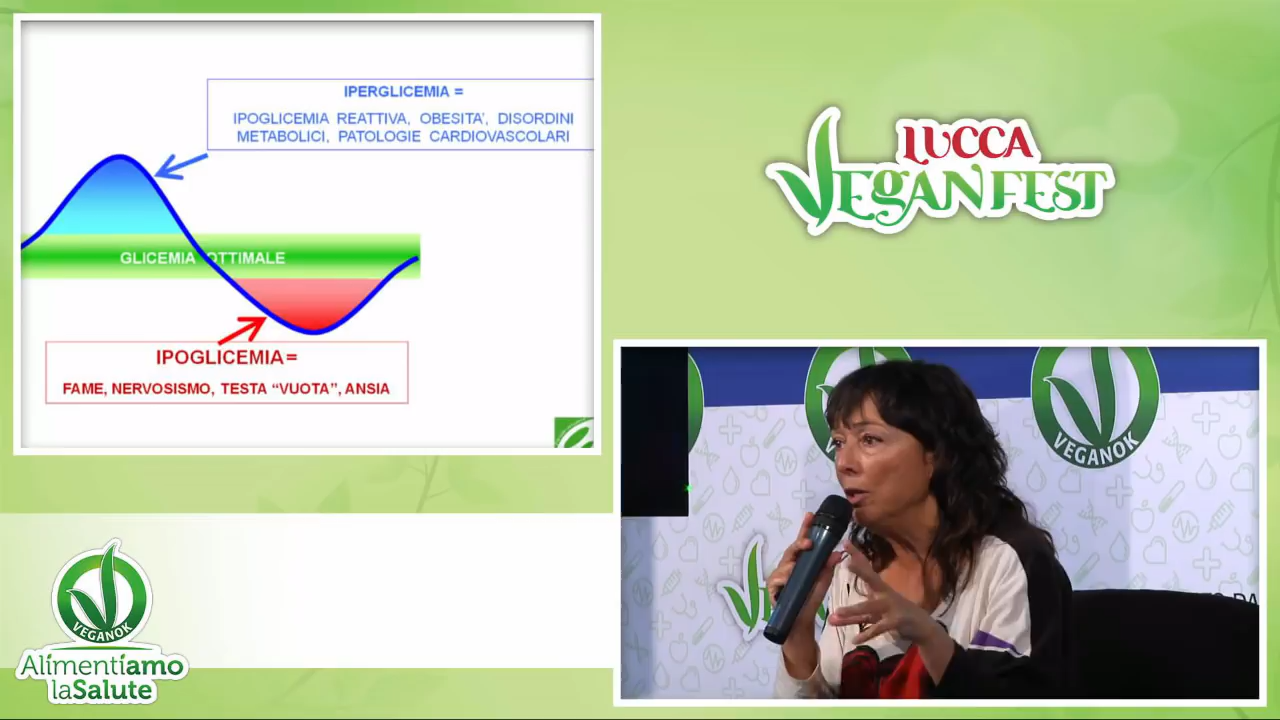 IPERGLICEMIA =
IPOGLICEMIA REATTIVA, OBESITA', DISORDINI
METABOLICI, PATOLOGIE CARDIOVASCOLARI
GLICEMIA OTTIMALE
IPOGLICEMIA =
FAME, NERVOSISMO, TESTA “VUOTA”, ANSIA
LUCCA
VEGANFEST
VEGANOK
VEGANOK
VEGANOK
Alimentiamo
laSalute